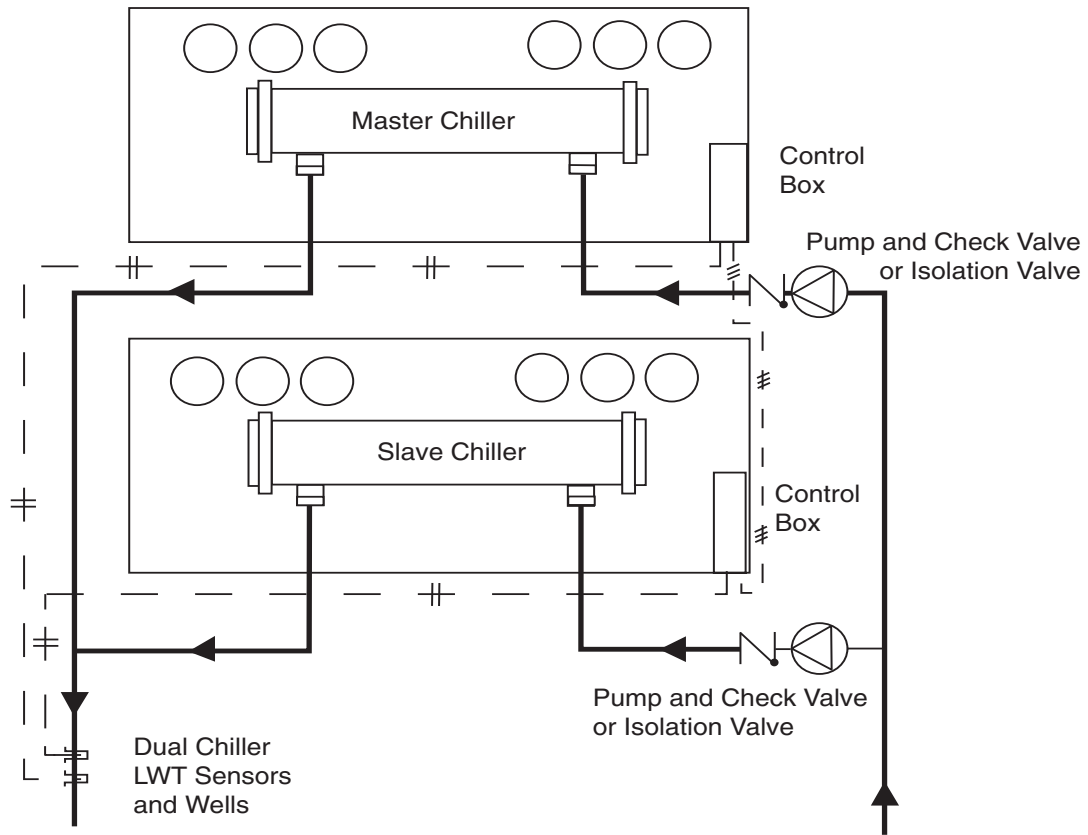 Master Chiller
Control
Box
Pump and Check Valve
or Isolation Valve
Slave Chiller
Control
Box
Pump and Check Valve
or Isolation Valve
Dual Chiller
LWT Sensors
and Wells